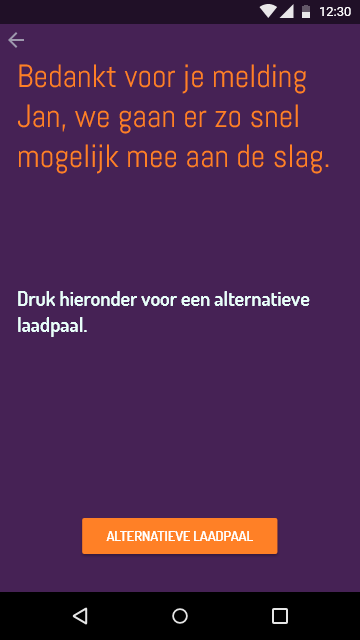 12:30
Bedankt voor je melding
Jan, we gaan er zo snel
mogelijk mee aan de slag.
Druk hieronder voor een alternatieve
laadpaal.
ALTERNATIEVE LAADPAAL